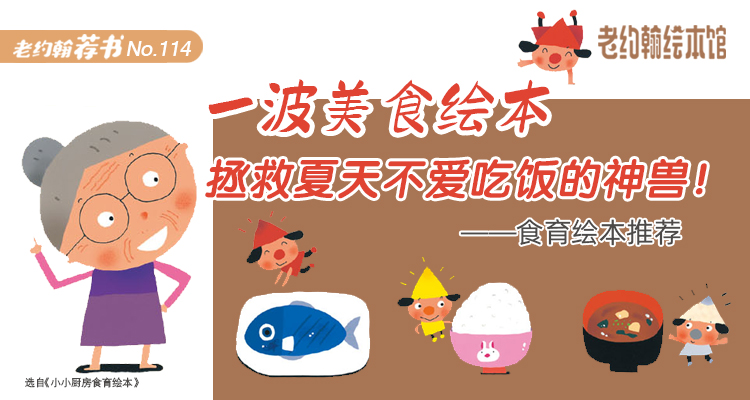 老约翰荐书 No.114
老约翰绘本馆
一波美食绘本
拯救夏天不爱吃饭的神兽！
——食育绘本推荐
选自《小小厨房食育绘本》